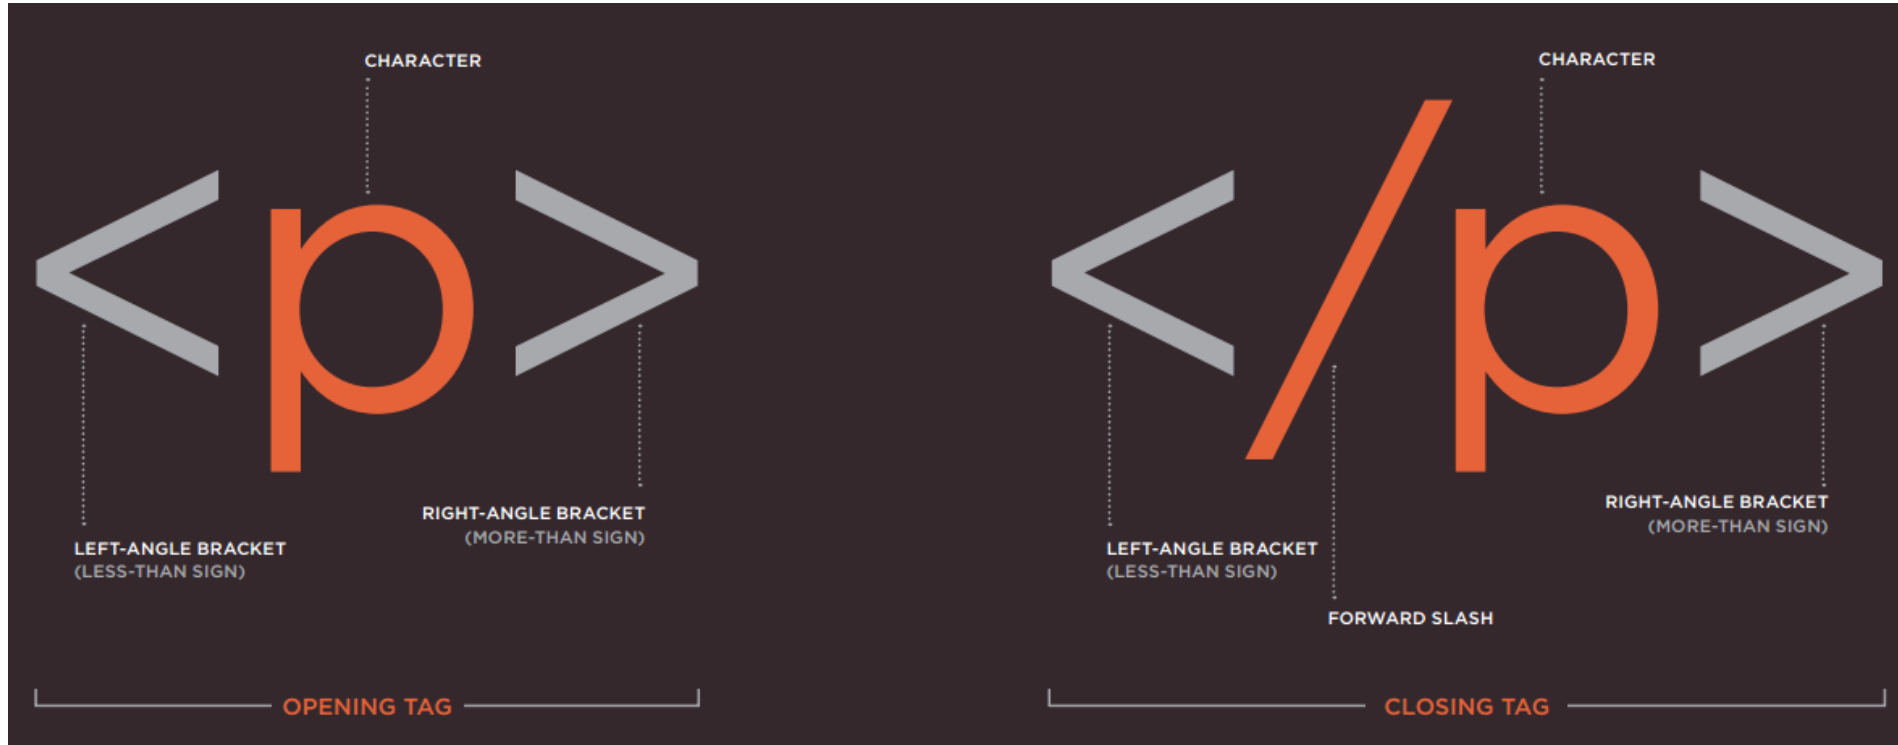 CHARACTER
<p>
LEFT-ANGLE BRACKET
(LESS-THAN SIGN)
RIGHT-ANGLE BRACKET
(MORE-THAN SIGN)
OPENING TAG
CHARACTER
</p>
LEFT-ANGLE BRACKET
(LESS-THAN SIGN)
FORWARD SLASH
RIGHT-ANGLE BRACKET
(MORE-THAN SIGN)
CLOSING TAG